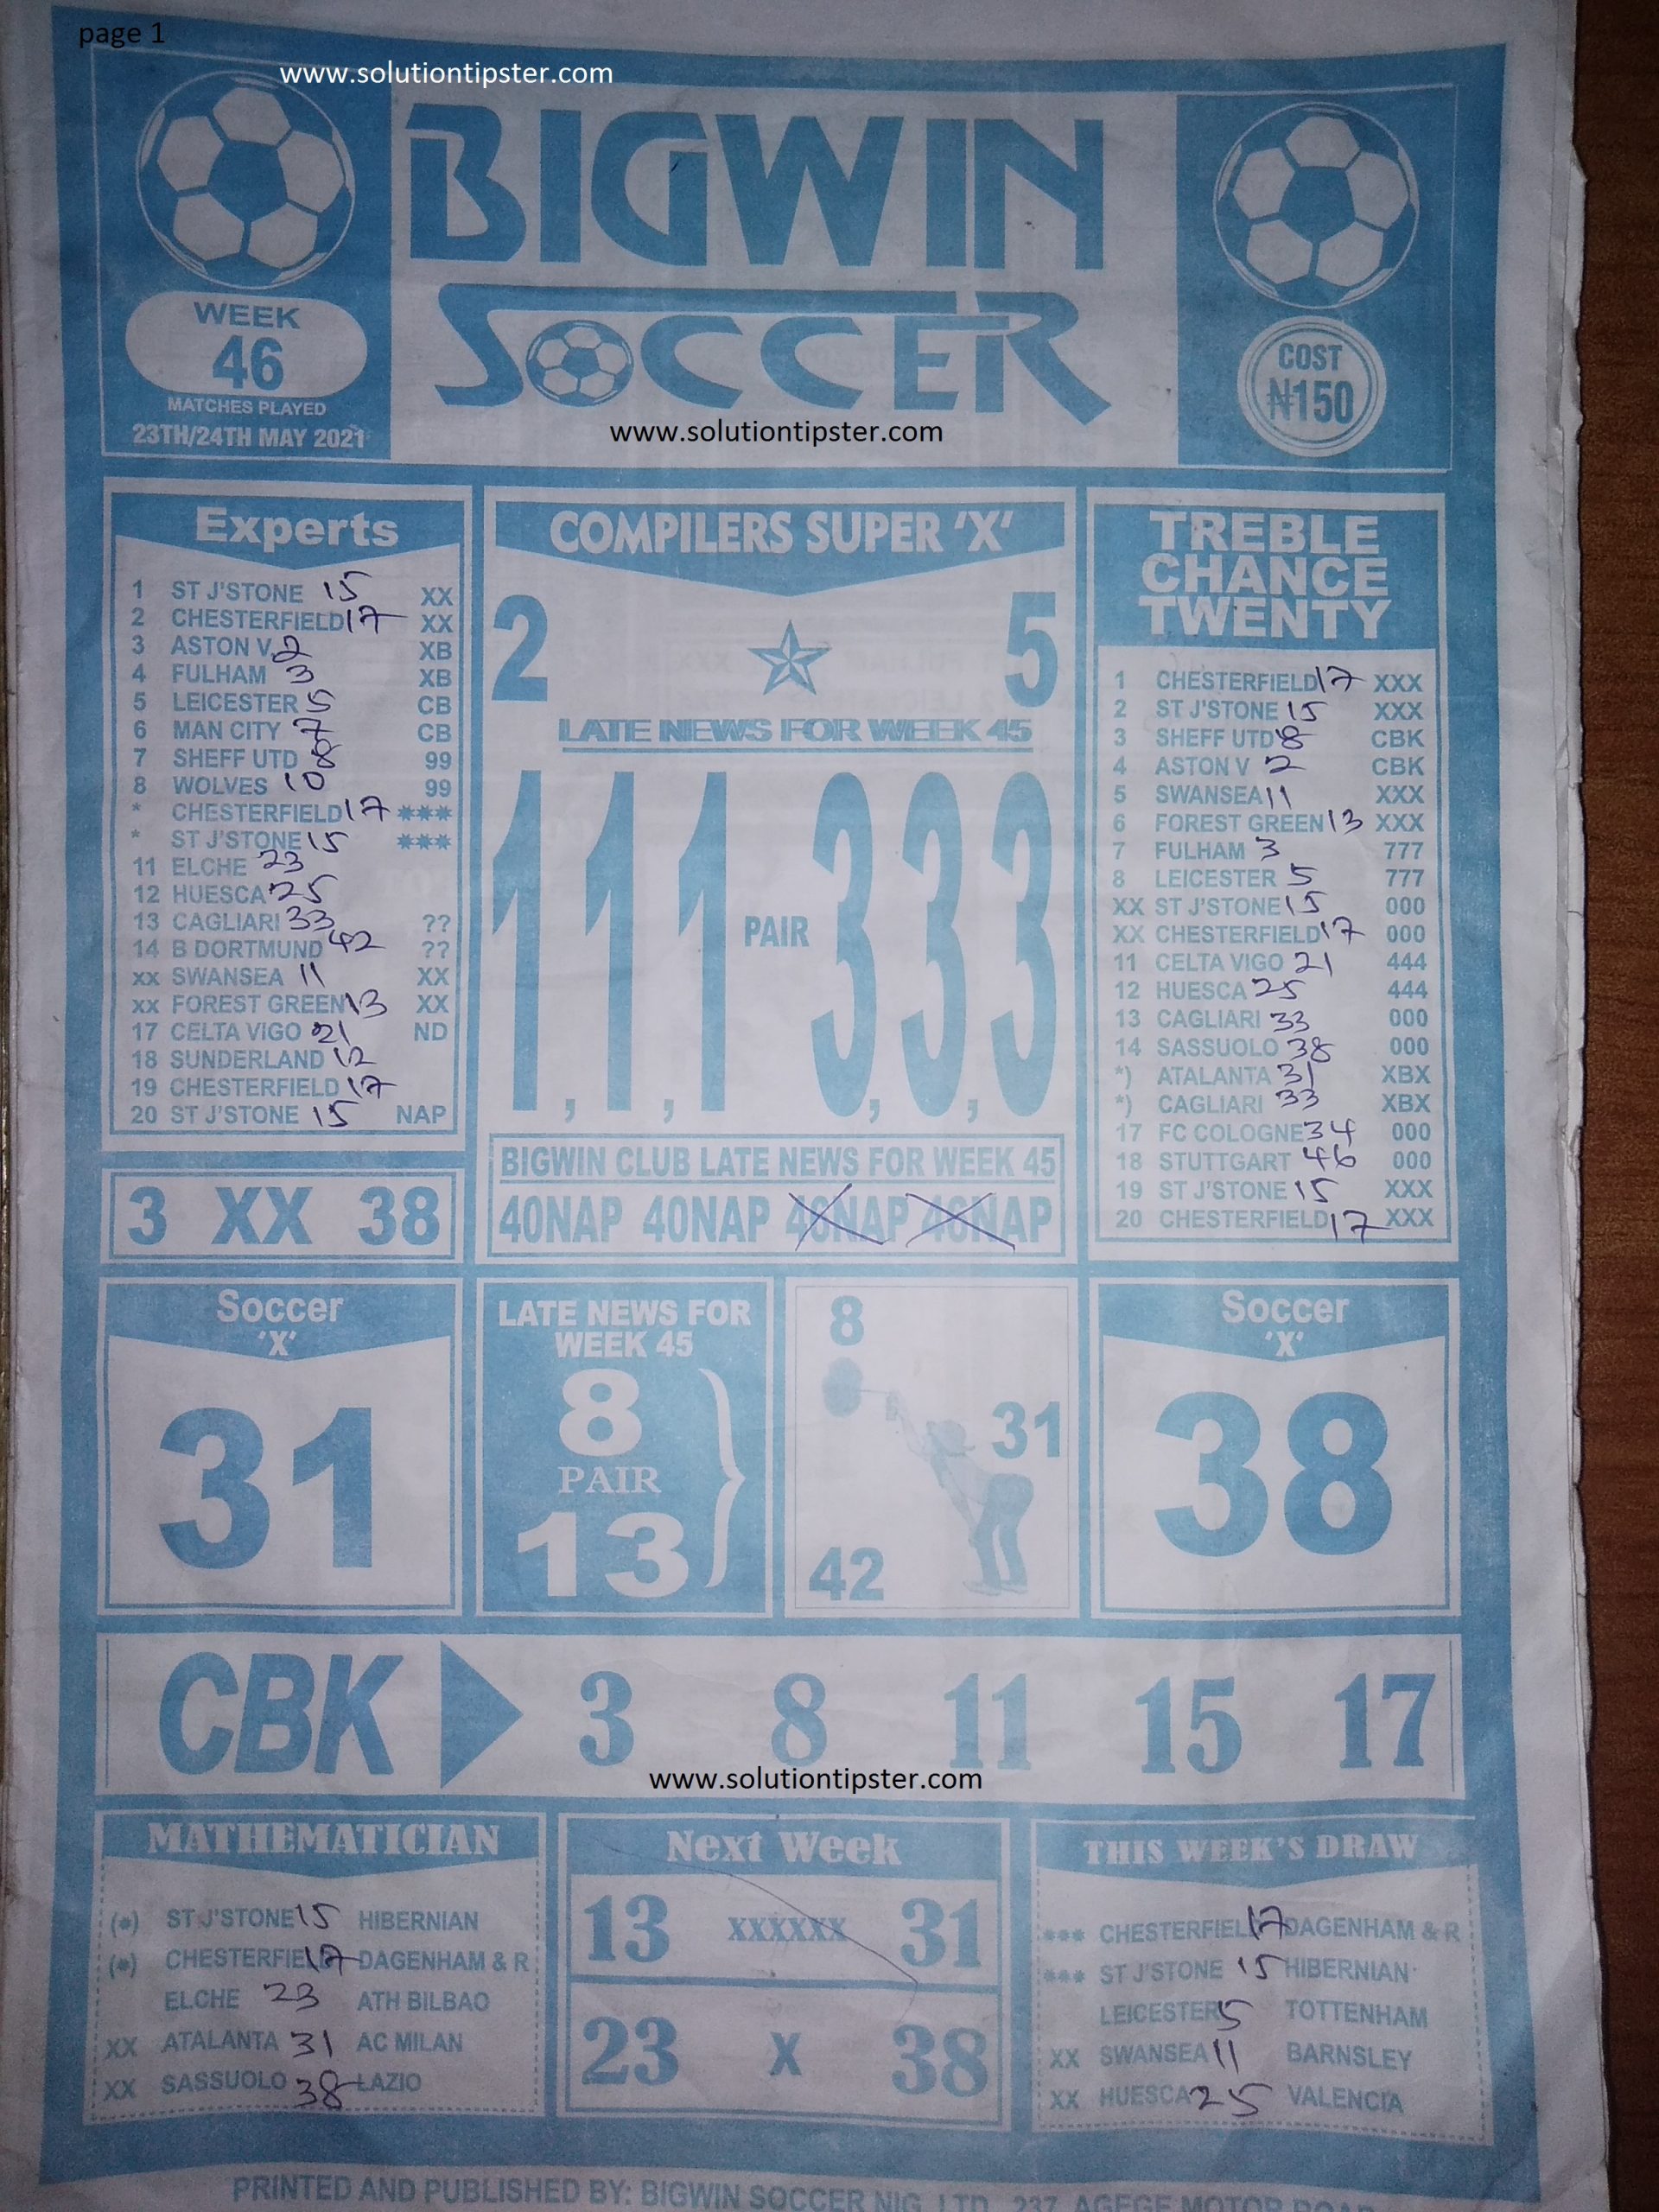 page 1
www.solutiontipster.com
BIGWIN
SOCCER
WEEK
46
MATCHES PLAYED
23TH/24TH MAY 2021
COST
₦150
www.solutiontipster.com
Experts
1 ST J'STONE 15 XX
2 CHESTERFIELD 17 XX
3 ASTON V 2 XB
4 FULHAM 3 XB
5 LEICESTER 5 CB
6 MAN CITY 7 CB
7 SHEFF UTD 8 99
8 WOLVES 10 99
* CHESTERFIELD 17 ***
* ST J'STONE 15 ***
11 ELCHE 23
12 HUESCA 25
13 CAGLIARI 33 ??
14 B DORTMUND 42 ??
xx SWANSEA 11 XX
xx FOREST GREEN 13 XX
17 CELTA VIGO 21 ND
18 SUNDERLAND 12
19 CHESTERFIELD 17
20 ST J'STONE 15 NAP
3 XX 38
COMPILERS SUPER 'X'
2 5
LATE NEWS FOR WEEK 45
1, 1, 1 PAIR 3, 3, 3
BIGWIN CLUB LATE NEWS FOR WEEK 45
40NAP 40NAP 40NAP 40NAP
TREBLE
CHANCE
TWENTY
1 CHESTERFIELD 17 XXX
2 ST J'STONE 15 XXX
3 SHEFF UTD 8 CBK
4 ASTON V 2 CBK
5 SWANSEA 11 XXX
6 FOREST GREEN 13 XXX
7 FULHAM 3 777
8 LEICESTER 5 777
XX ST J'STONE 15 000
XX CHESTERFIELD 17 000
11 CELTA VIGO 21 444
12 HUESCA 25 444
13 CAGLIARI 33 000
14 SASSUOLO 38 000
*) ATALANTA 31 XBX
*) CAGLIARI 33 XBX
17 FC COLOGNE 34 000
18 STUTTGART 46 000
19 ST J'STONE 15 XXX
20 CHESTERFIELD 17 XXX
Soccer
'X'
31
LATE NEWS FOR
WEEK 45
8
PAIR
13
8
31
42
Soccer
'X'
38
CBK 3 8 11 15 17
www.solutiontipster.com
MATHEMATICIAN
(*) ST J'STONE 15 HIBERNIAN
(*) CHESTERFIE 17 DAGENHAM & R
ELCHE 23 ATH BILBAO
XX ATALANTA 31 AC MILAN
XX SASSUOLO 38 LAZIO
Next Week
13 XXXXXX 31
23 X 38
THIS WEEK'S DRAW
*** CHESTERFIEL 17 DAGENHAM & R
*** ST J'STONE 15 HIBERNIAN
LEICESTER 5 TOTTENHAM
XX SWANSEA 11 BARNSLEY
XX HUESCA 25 VALENCIA
PRINTED AND PUBLISHED BY: BIGWIN SOCCER NIG. LTD. 237, AGEGE MOTOR ROAD